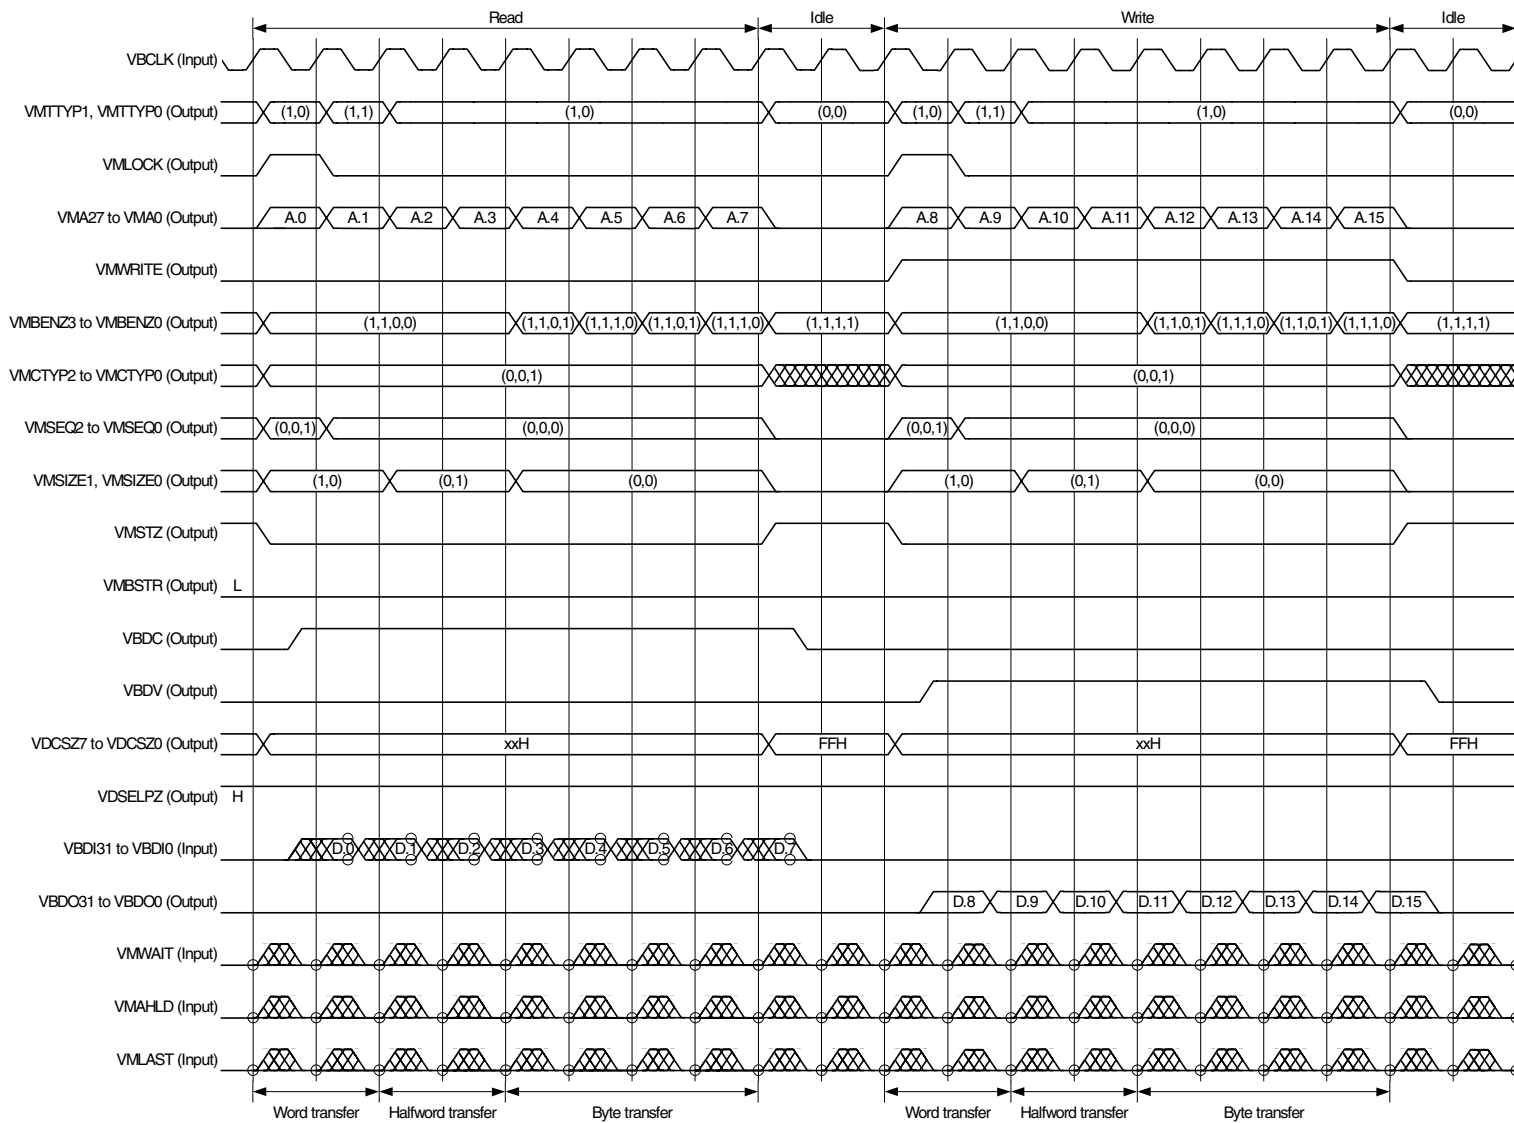 Read Idle Write Idle
VBCLK (Input)
VMTTYP1, VMTTYP0 (Output) (1,0) (1,1) (1,0) (0,0) (1,0) (1,1) (1,0) (0,0)
VMLOCK (Output)
VMA27 to VMA0 (Output) A.0 A.1 A.2 A.3 A.4 A.5 A.6 A.7 A.8 A.9 A.10 A.11 A.12 A.13 A.14 A.15
VMWRITE (Output)
VMBENZ3 to VMBENZ0 (Output) (1,1,0,0) (1,1,0,1) (1,1,1,0) (1,1,0,1) (1,1,1,0) (1,1,1,1) (1,1,0,0) (1,1,0,1) (1,1,1,0) (1,1,0,1) (1,1,1,0) (1,1,1,1)
VMCTYP2 to VMCTYP0 (Output) (0,0,1) (0,0,1)
VMSEQ2 to VMSEQ0 (Output) (0,0,1) (0,0,0) (0,0,1) (0,0,0)
VMSIZE1, VMSIZE0 (Output) (1,0) (0,1) (0,0) (1,0) (0,1) (0,0)
VMSTZ (Output)
VMBSTR (Output) L
VBDC (Output)
VBDV (Output)
VDCSZ7 to VDCSZ0 (Output) xxH FFH xxH FFH
VDSELPZ (Output) H
VBDI31 to VBDI0 (Input) D.0 D.1 D.2 D.3 D.4 D.5 D.6 D.7
VBDO31 to VBDO0 (Output) D.8 D.9 D.10 D.11 D.12 D.13 D.14 D.15
VMWAIT (Input)
VMAHLD (Input)
VMLAST (Input)
Word transfer Halfword transfer Byte transfer Word transfer Halfword transfer Byte transfer